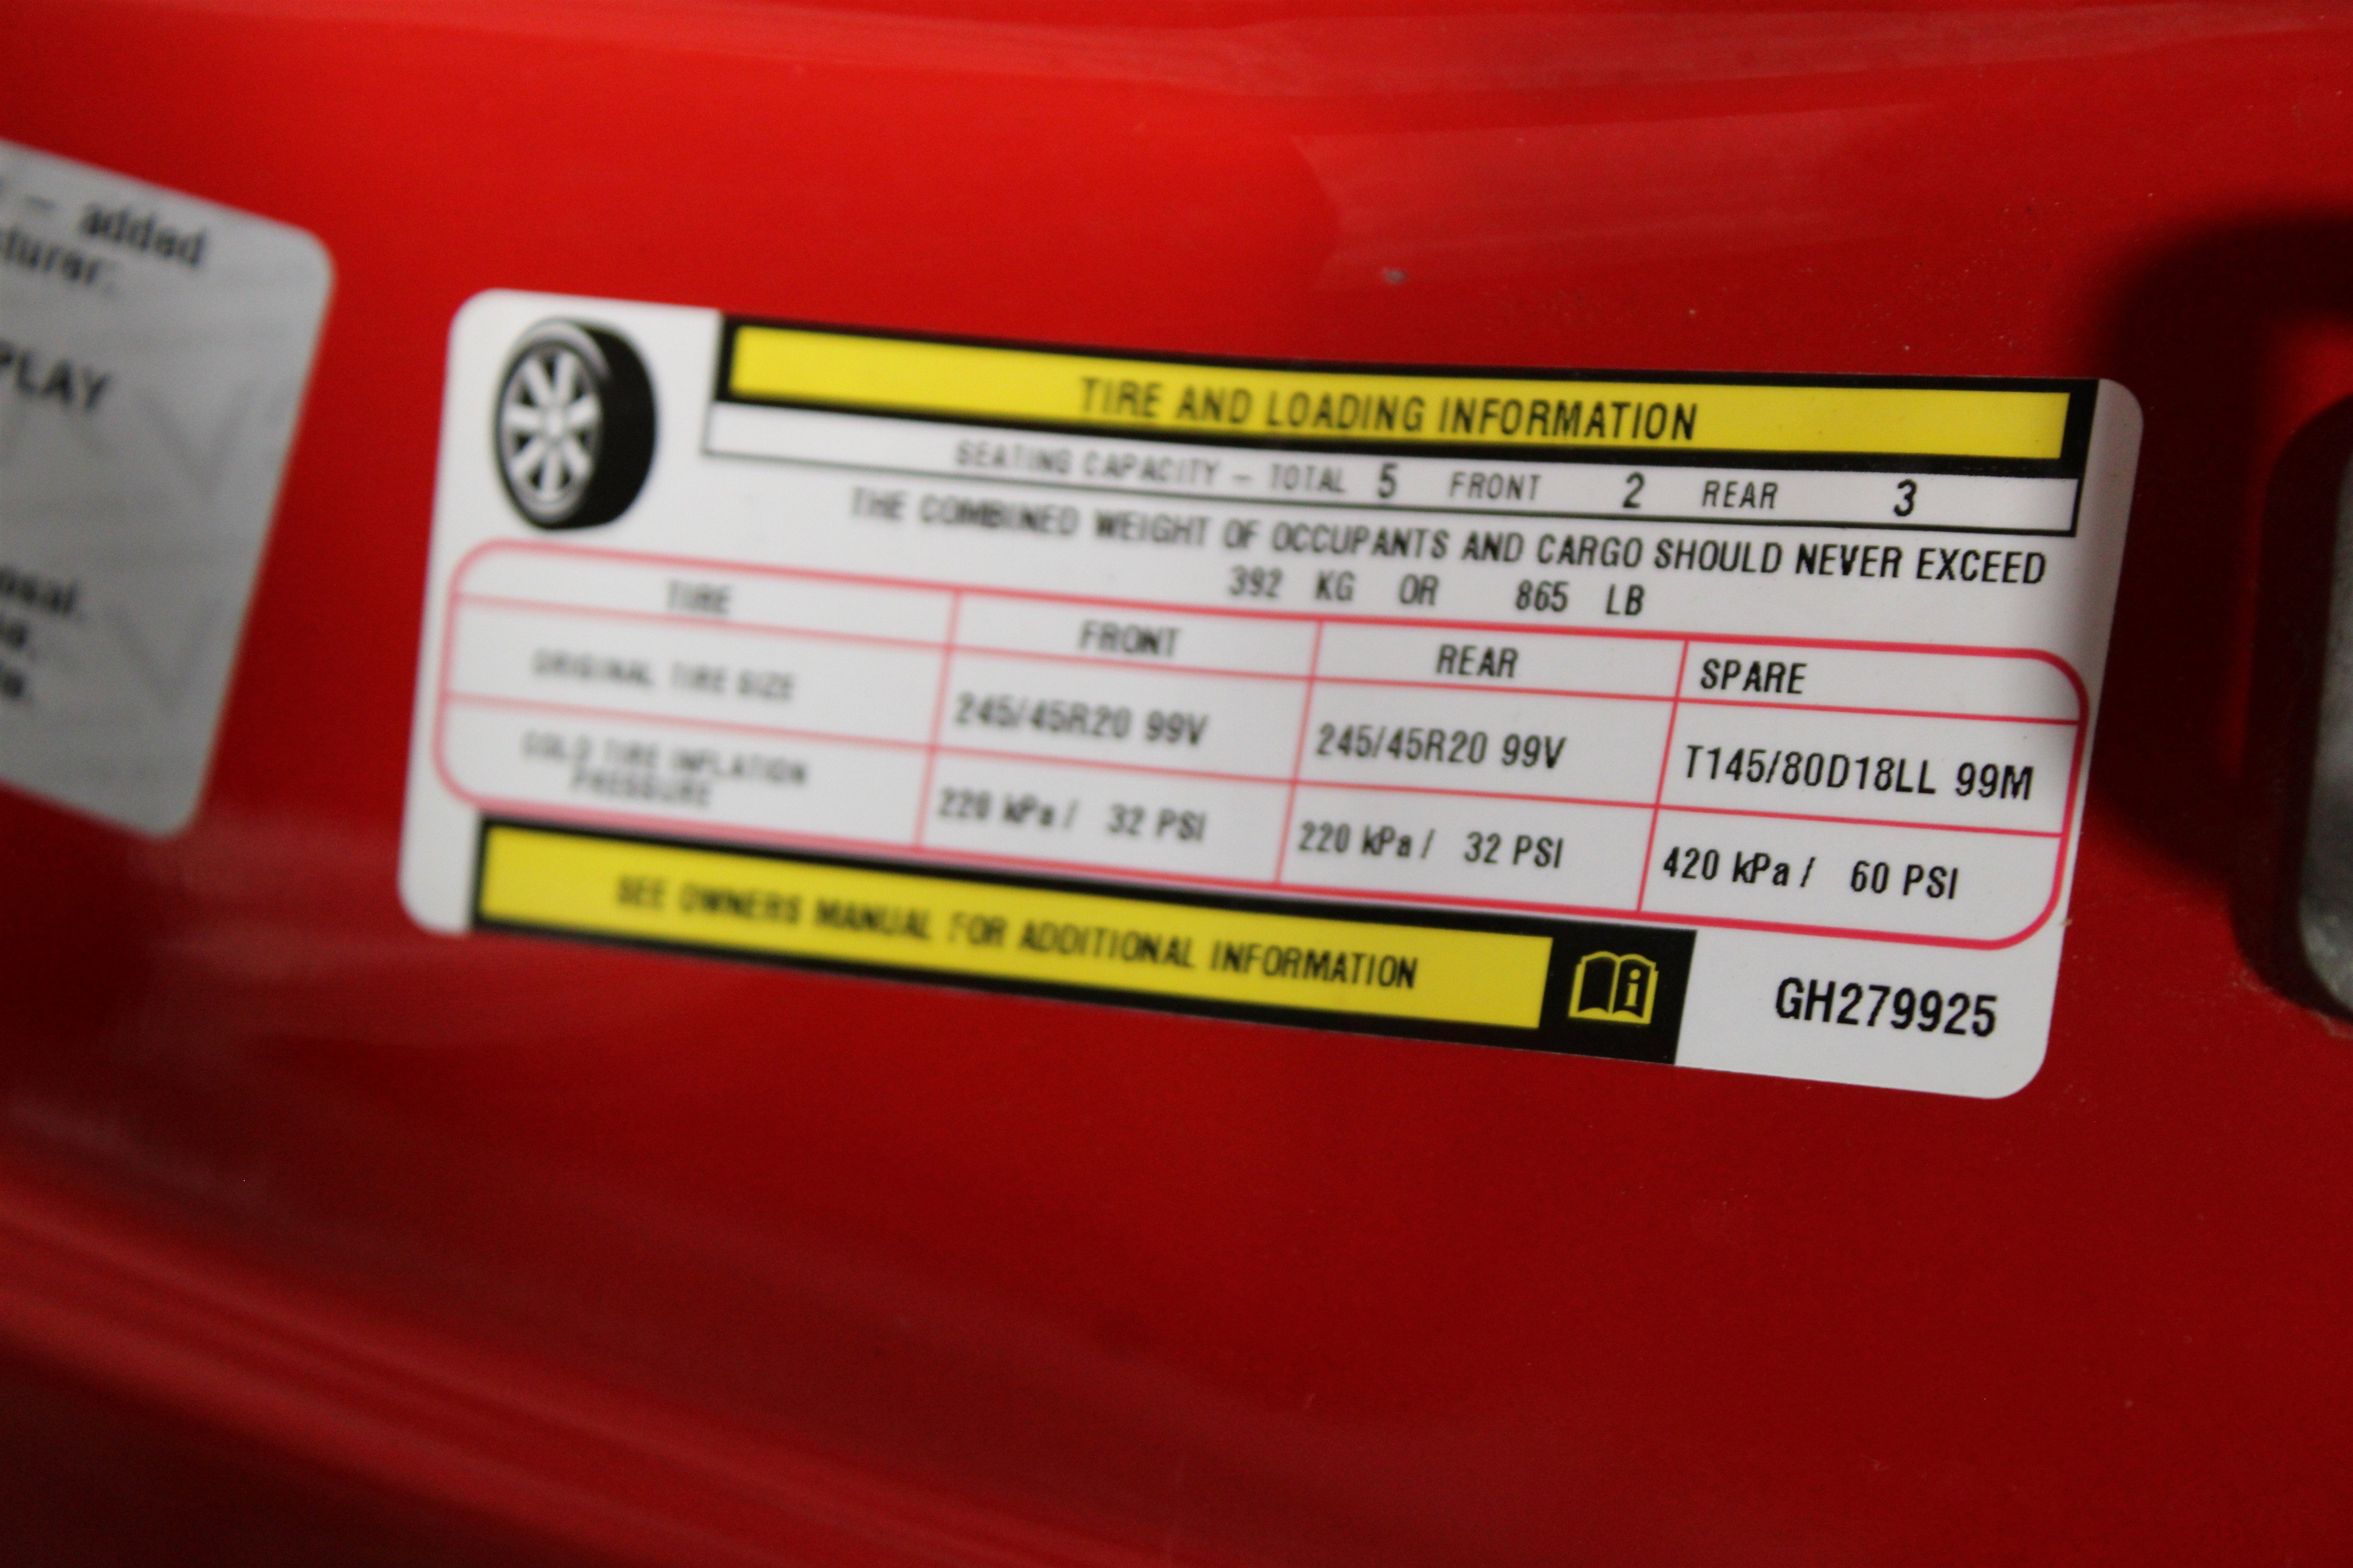 – added
PLAY
TIRE AND LOADING INFORMATION
SEATING CAPACITY – TOTAL 5 FRONT 2 REAR 3
THE COMBINED WEIGHT OF OCCUPANTS AND CARGO SHOULD NEVER EXCEED
392 KG OR 865 LB
TIRE FRONT REAR SPARE
ORIGINAL TIRE SIZE 245/45R20 99V 245/45R20 99V T145/80D18LL 99M
COLD TIRE INFLATION
PRESSURE 220 kPa / 32 PSI 220 kPa / 32 PSI 420 kPa / 60 PSI
SEE OWNERS MANUAL FOR ADDITIONAL INFORMATION
GH279925